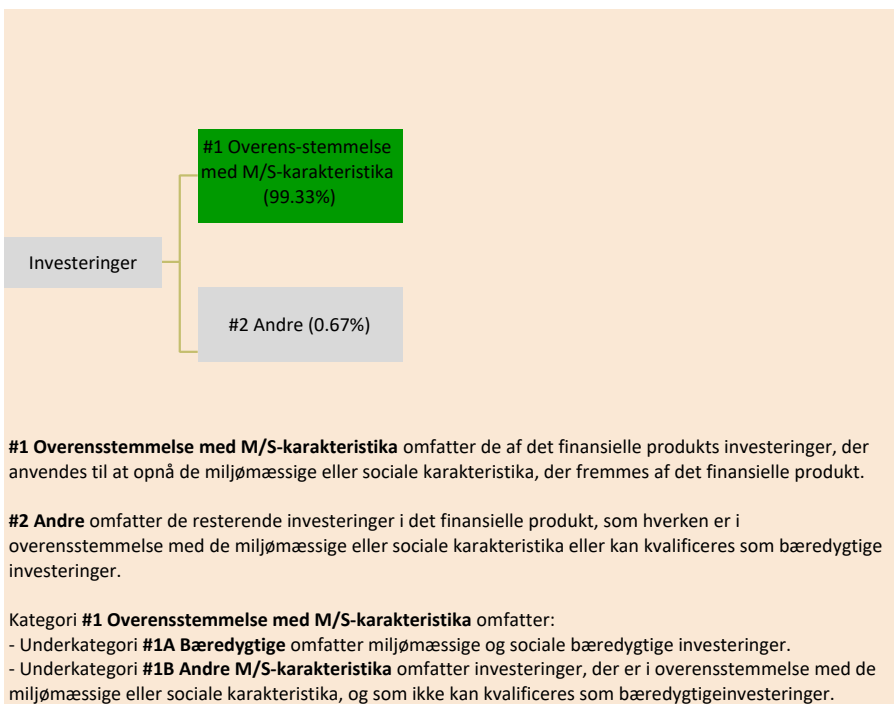 #1 Overens-stemmelse
med M/S-karakteristika
(99.33%)
Investeringer
#2 Andre (0.67%)
#1 Overensstemmelse med M/S-karakteristika omfatter de af det finansielle produkts investeringer, der
anvendes til at opnå de miljømæssige eller sociale karakteristika, der fremmes af det finansielle produkt.
#2 Andre omfatter de resterende investeringer i det finansielle produkt, som hverken er i
overensstemmelse med de miljømæssige eller sociale karakteristika eller kan kvalificeres som bæredygtige
investeringer.
Kategori #1 Overensstemmelse med M/S-karakteristika omfatter:
- Underkategori #1A Bæredygtige omfatter miljømæssige og sociale bæredygtige investeringer.
- Underkategori #1B Andre M/S-karakteristika omfatter investeringer, der er i overensstemmelse med de
miljømæssige eller sociale karakteristika, og som ikke kan kvalificeres som bæredygtigeinvesteringer.